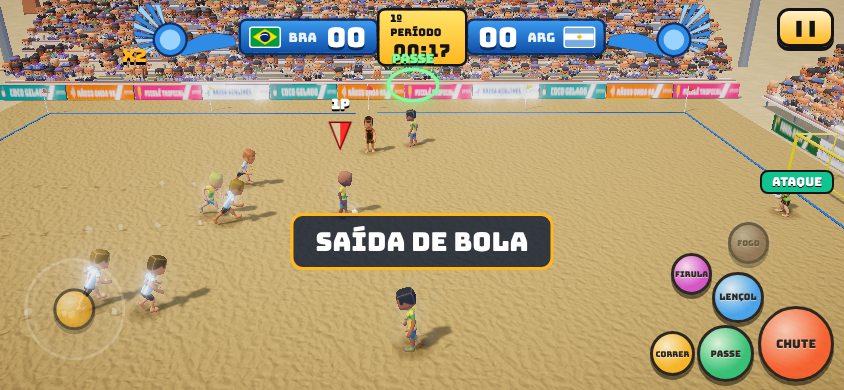 1º
PERÍODO
BRA 00
00:17
00 ARG
X2
PASSE
COCO GELADO
1P
ATAQUE
SAÍDA DE BOLA
FOGO
FIRULA
LENÇOL
CORRER
PASSE
CHUTE